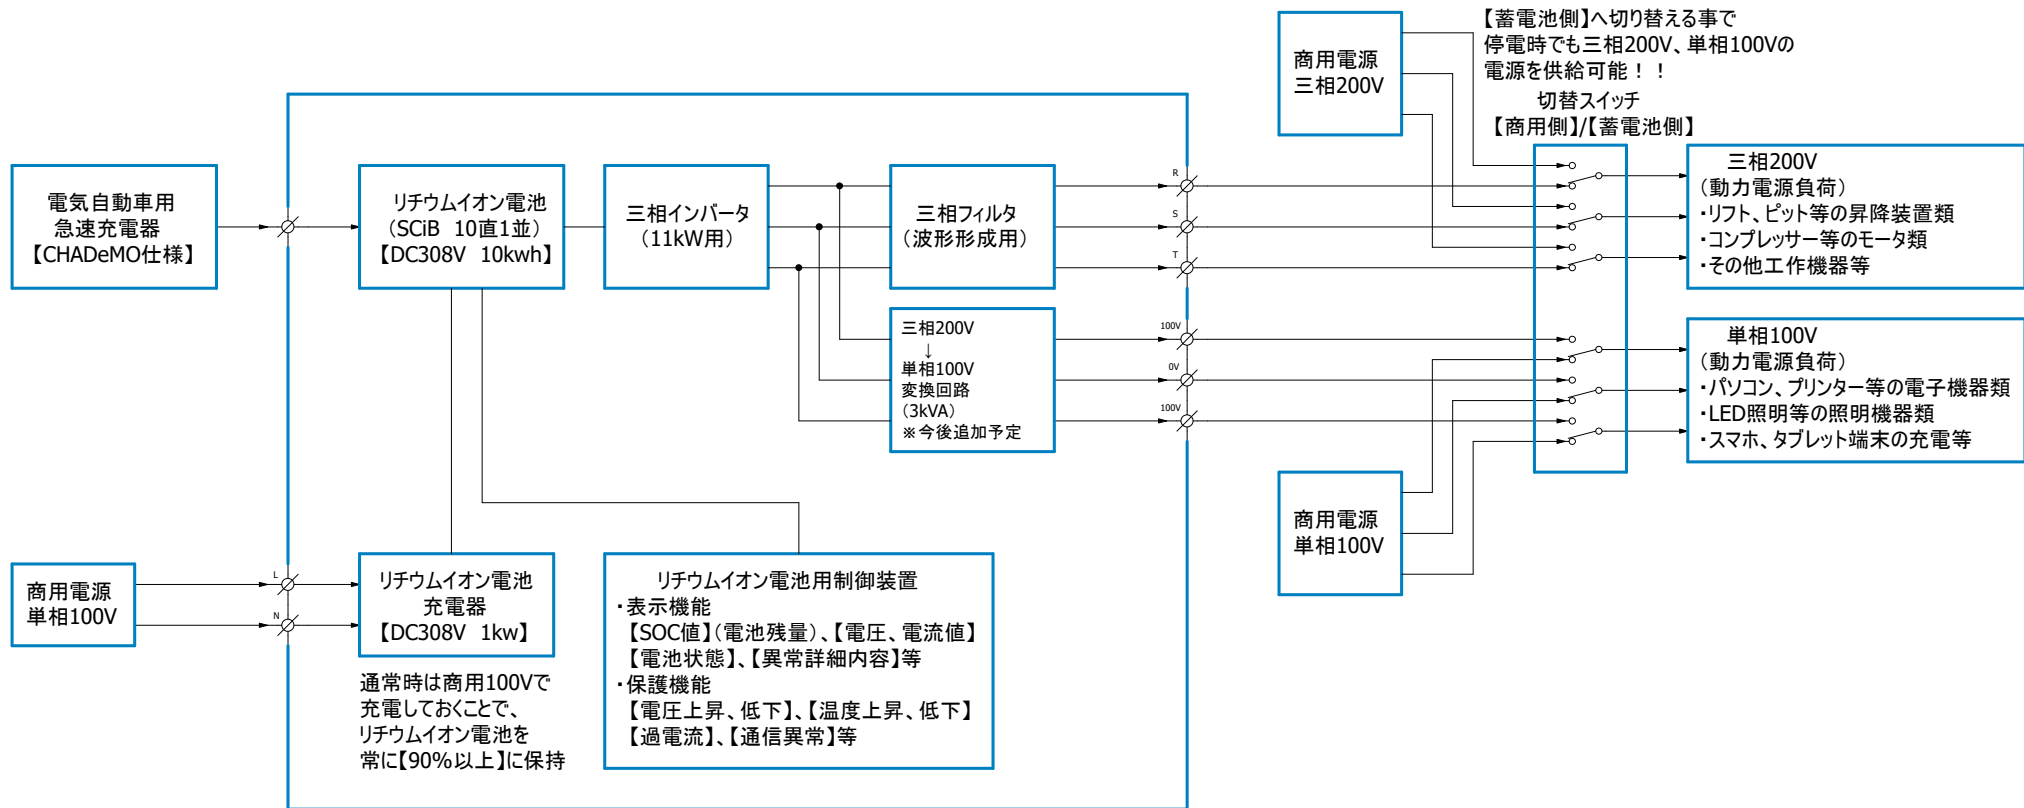 【蓄電池側】へ切り替える事で
停電時でも三相200V、単相100Vの
電源を供給可能！！
商用電源
三相200V
切替スイッチ
【商用側】/【蓄電池側】
電気自動車用
急速充電器
【CHADeMO仕様】
リチウムイオン電池
(SCiB 10直1並)
【DC308V 10kwh】
三相インバータ
(11kW用)
三相フィルタ
(波形形成用)
R
S
T
三相200V
(動力電源負荷)
・リフト、ピット等の昇降装置類
・コンプレッサー等のモータ類
・その他工作機器等
三相200V
↓
単相100V
変換回路
(3kVA)
※今後追加予定
100V
0V
100V
単相100V
(動力電源負荷)
・パソコン、プリンター等の電子機器類
・LED照明等の照明機器類
・スマホ、タブレット端末の充電等
商用電源
単相100V
商用電源
単相100V
L
N
リチウムイオン電池
充電器
【DC308V 1kw】
通常時は商用100Vで
充電しておくことで、
リチウムイオン電池を
常に【90%以上】に保持
リチウムイオン電池用制御装置
・表示機能
【SOC値】(電池残量)、【電圧、電流値】
【電池状態】、【異常詳細内容】等
・保護機能
【電圧上昇、低下】、【温度上昇、低下】
【過電流】、【通信異常】等